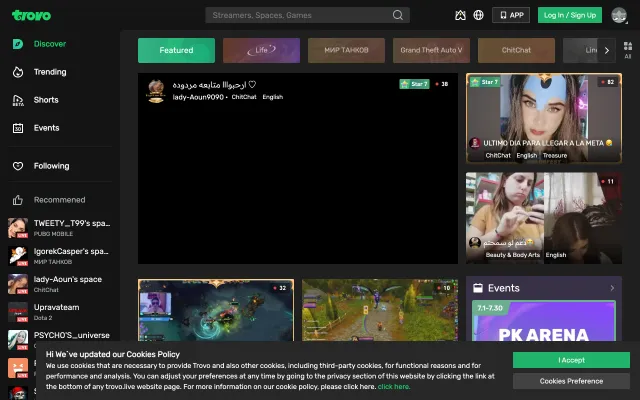 trovo
Streamers, Spaces, Games
APP
Log In / Sign Up
Discover
Trending
Shorts
BETA
Events
Following
Recommened
TWEETY_T99's spa...
PUBG MOBILE
LIVE
IgorekCasper's spa...
МИР ТАНКОВ
LIVE
lady-Aoun's space
ChitChat
LIVE
Upravateam
Dota 2
LIVE
PSYCHO'S_universe
Featured
Life
МИР ТАНКОВ
Grand Theft Auto V
ChitChat
All
ارحبوااا متابعه مردوده ♡
lady-Aoun9090 • ChitChat English
Star 7
38
Star 7
82
ULTIMO DIA PARA LLEGAR A LA META 😔
ChitChat English Treasure
11
دعم لو سمحتم
Beauty & Body Arts English
32
10
Events
7.1-7.30
PK ARENA
Hi We`ve updated our Cookies Policy
We use cookies that are necessary to provide Trovo and also other cookies, including third-party cookies, for functional reasons and for
performance and analysis. You can adjust your preferences at any time by going to the privacy section of this website by clicking the link at
the bottom of any trovo.live website page. For more information on our cookie policy, please click here. click here.
I Accept
Cookies Preference